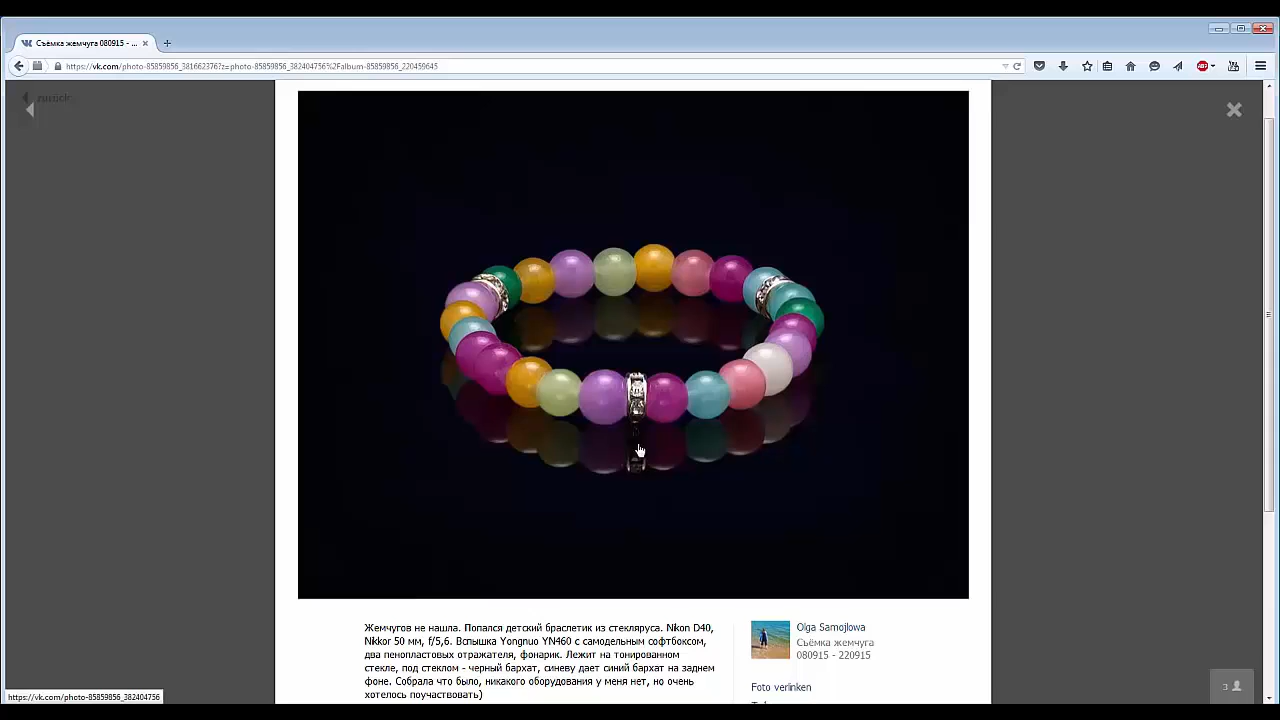 Съёмка жемчуга 080915 - ...
https://vk.com/photo-85859856_381662376?z=photo-85859856_382404756%2Falbum-85859856_220459645
zurück
Жемчугов не нашла. Попался детский браслетик из стекляруса. Nikon D40,
Nikkor 50 мм, f/5,6. Вспышка Yongnuo YN460 с самодельным софтбоксом,
два пенопластовых отражателя, фонарик. Лежит на тонированном
стекле, под стеклом - черный бархат, синеву дает синий бархат на заднем
фоне. Собрала что было, никакого оборудования у меня нет, но очень
хотелось поучаствовать)
Olga Samojlowa
Съёмка жемчуга
080915 - 220915
Foto verlinken
3
https://vk.com/photo-85859856_382404756